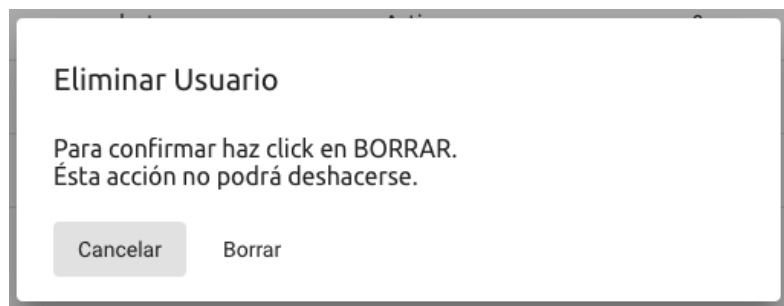 Eliminar Usuario
Para confirmar haz click en BORRAR.
Ésta acción no podrá deshacerse.
Cancelar Borrar